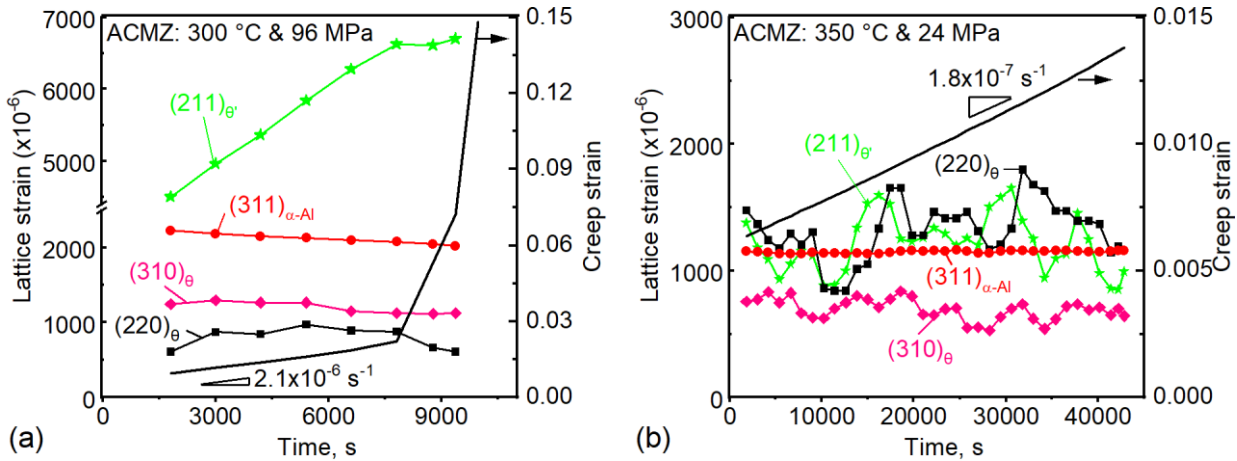 ACMZ: 300 °C & 96 MPa
7000
6000
5000
2000
1000
0
Lattice strain (x10⁻⁶)
(211)θ'
(311)α-Al
(310)θ
(220)θ
2.1x10⁻⁶ s⁻¹
0.15
0.12
0.09
0.06
0.03
0.00
Creep strain
0 3000 6000 9000
Time, s
(a)
ACMZ: 350 °C & 24 MPa
3000
2000
1000
0
Lattice strain (x10⁻⁶)
1.8x10⁻⁷ s⁻¹
(211)θ'
(220)θ
(311)α-Al
(310)θ
0.015
0.010
0.005
0.000
Creep strain
0 10000 20000 30000 40000
Time, s
(b)